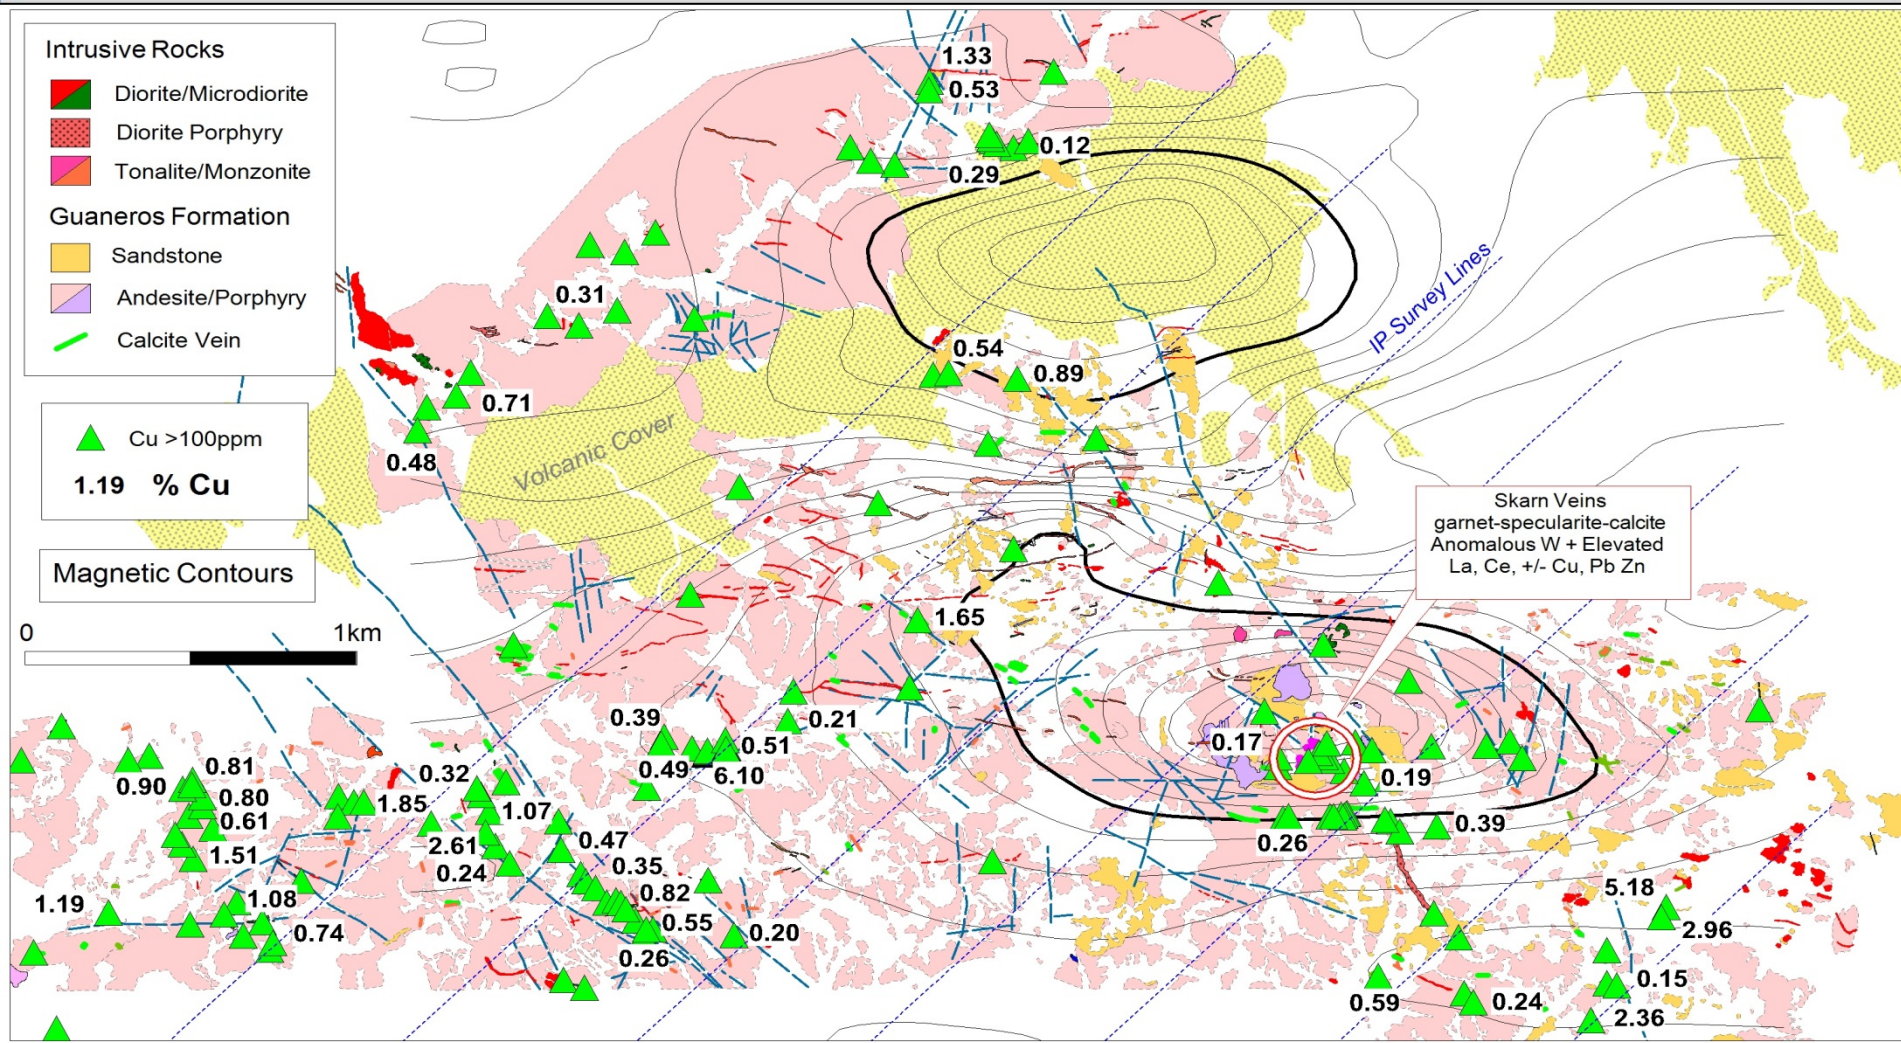 Intrusive Rocks
Diorite/Microdiorite
Diorite Porphyry
Tonalite/Monzonite
Guaneros Formation
Sandstone
Andesite/Porphyry
Calcite Vein
Cu >100ppm
1.19 % Cu
Magnetic Contours
0 1km
1.33
0.53
0.12
0.29
0.31
IP Survey Lines
0.54
0.89
0.71
0.48
Volcanic Cover
Skarn Veins
garnet-specularite-calcite
Anomalous W + Elevated
La, Ce, +/- Cu, Pb Zn
1.65
0.39
0.21
0.51
0.49
6.10
0.17
0.19
0.81
0.90
0.80
0.61
1.51
1.85
0.32
1.07
2.61
0.24
0.47
0.35
0.82
0.55
0.26
0.20
0.26
0.39
1.19
1.08
0.74
5.18
2.96
0.15
0.59
0.24
2.36